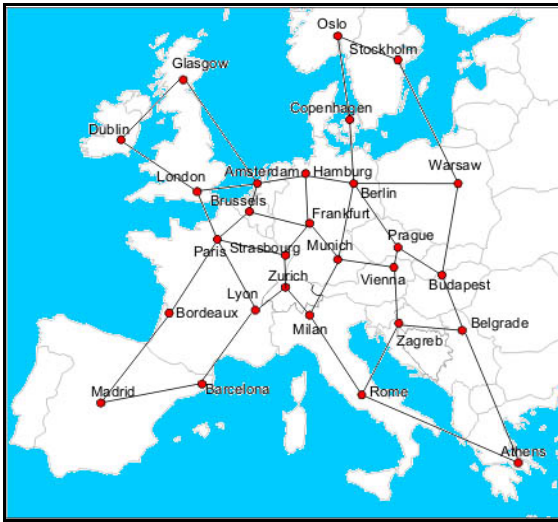 Oslo
Stockholm
Glasgow
Copenhagen
Dublin
Amsterdam
Hamburg
Warsaw
London
Berlin
Brussels
Frankfurt
Paris
Strasbourg
Munich
Prague
Zurich
Vienna
Budapest
Lyon
Bordeaux
Milan
Zagreb
Belgrade
Madrid
Barcelona
Rome
Athens